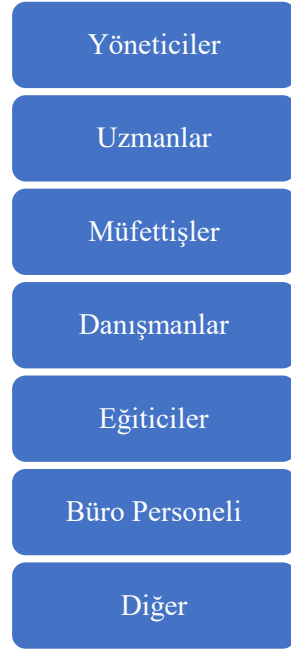 Yöneticiler
Uzmanlar
Müfettişler
Danışmanlar
Eğiticiler
Büro Personeli
Diğer